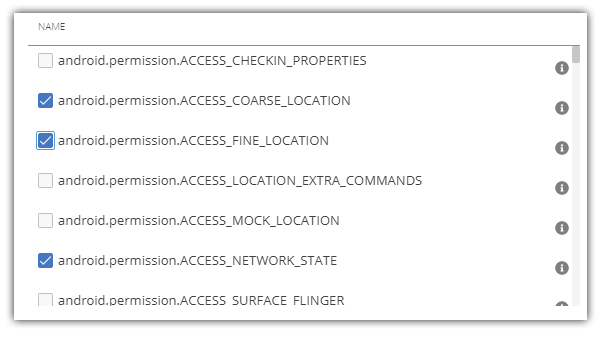 NAME
android.permission.ACCESS_CHECKIN_PROPERTIES
android.permission.ACCESS_COARSE_LOCATION
android.permission.ACCESS_FINE_LOCATION
android.permission.ACCESS_LOCATION_EXTRA_COMMANDS
android.permission.ACCESS_MOCK_LOCATION
android.permission.ACCESS_NETWORK_STATE
android.permission.ACCESS_SURFACE_FLINGER